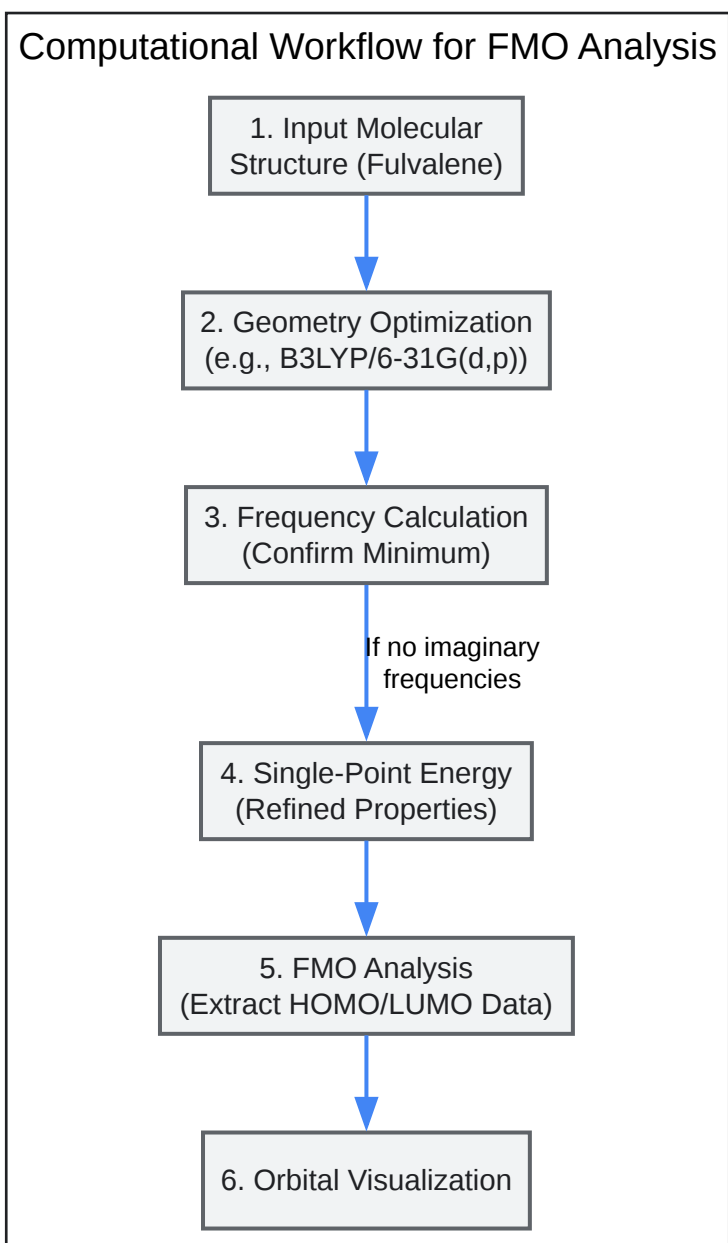 Computational Workflow for FMO Analysis
1. Input Molecular
Structure (Fulvalene)
2. Geometry Optimization
(e.g., B3LYP/6-31G(d,p))
3. Frequency Calculation
(Confirm Minimum)
If no imaginary
frequencies
4. Single-Point Energy
(Refined Properties)
5. FMO Analysis
(Extract HOMO/LUMO Data)
6. Orbital Visualization